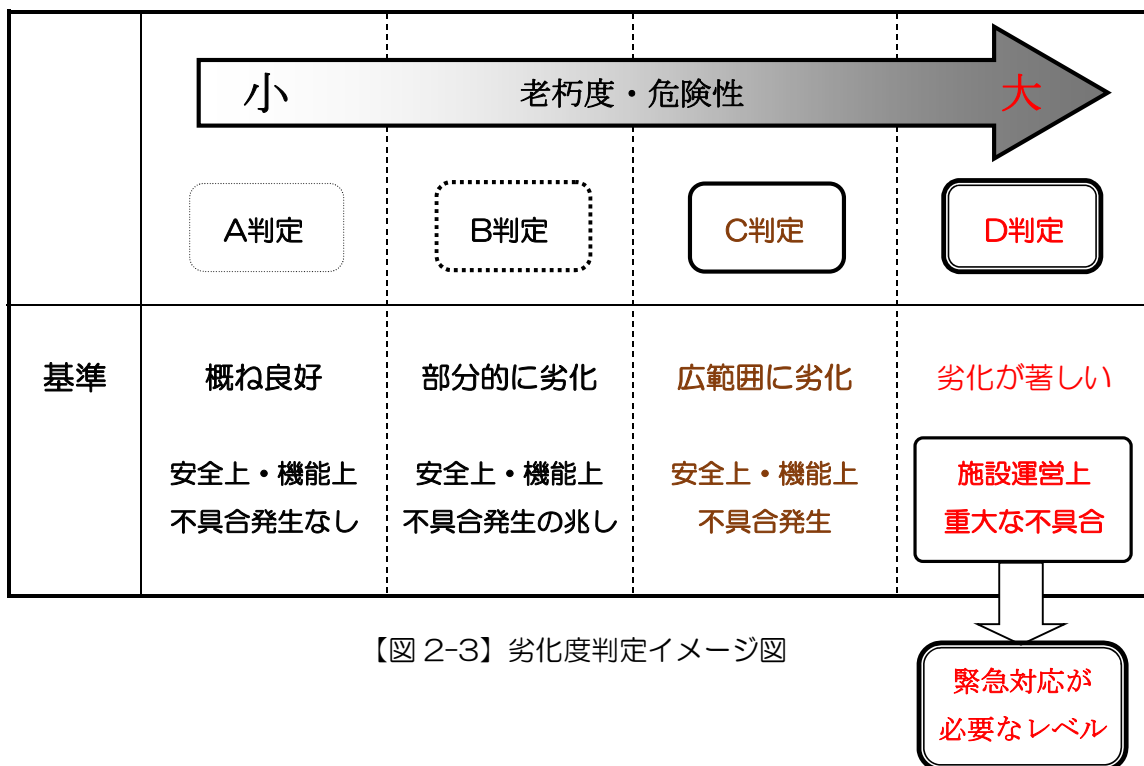 小 老朽度・危険性 大
A判定 B判定 C判定 D判定
基準 概ね良好 部分的に劣化 広範囲に劣化 劣化が著しい
安全上・機能上 安全上・機能上 安全上・機能上 施設運営上
不具合発生なし 不具合発生の兆し 不具合発生 重大な不具合
【図 2-3】劣化度判定イメージ図
緊急対応が
必要なレベル